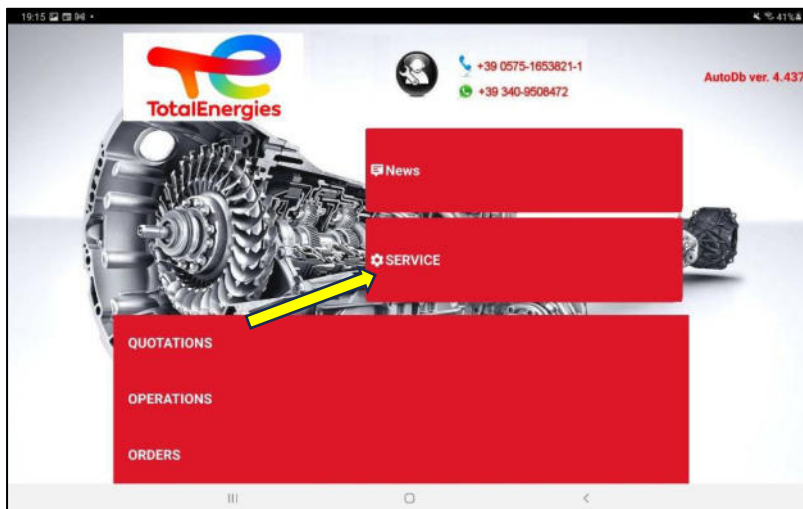 19:15
41%
TotalEnergies
+39 0575-1653821-1
+39 340-9508472
AutoDb ver. 4.437
News
SERVICE
QUOTATIONS
OPERATIONS
ORDERS